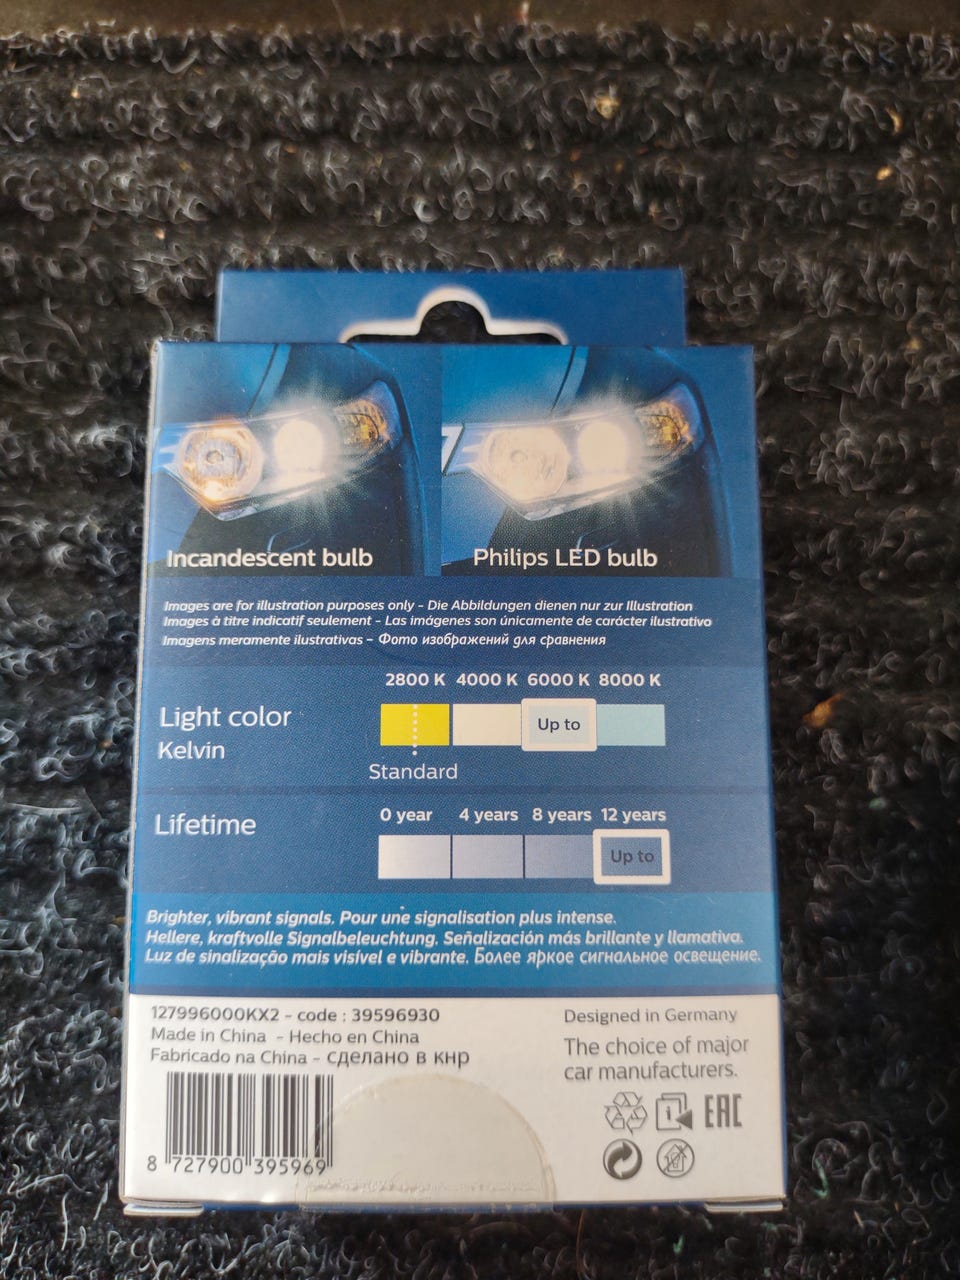 Incandescent bulb
Philips LED bulb
Images are for illustration purposes only - Die Abbildungen dienen nur zur Illustration
Images à titre indicatif seulement - Las imágenes son únicamente de carácter ilustrativo
Imagens meramente ilustrativas - Фото изображений для сравнения
2800 K 4000 K 6000 K 8000 K
Light color
Kelvin
Up to
Standard
0 year 4 years 8 years 12 years
Lifetime
Up to
Brighter, vibrant signals. Pour une signalisation plus intense.
Hellere, kraftvolle Signalbeleuchtung. Señalización más brillante y llamativa.
Luz de sinalização mais visível e vibrante. Более яркое сигнальное освещение.
127996000KX2 - code : 39596930
Made in China - Hecho en China
Fabricado na China - сделано в кнр
8 727900 395969
Designed in Germany
The choice of major
car manufacturers.
EAC